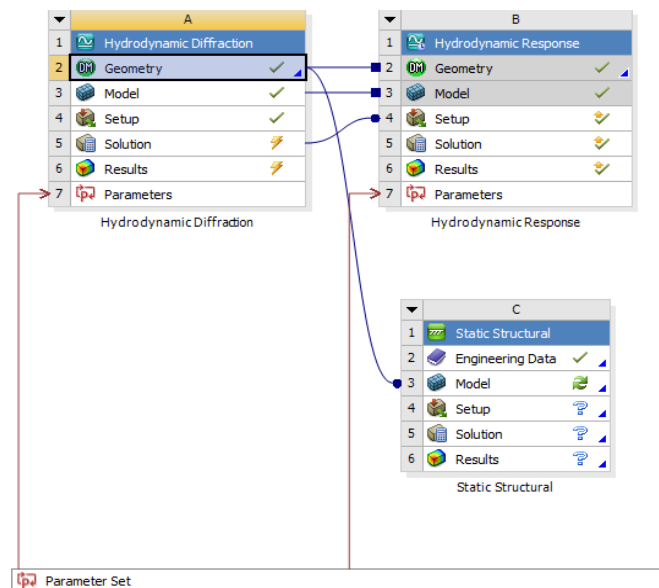 A
1 Hydrodynamic Diffraction
2 Geometry
3 Model
4 Setup
5 Solution
6 Results
7 Parameters
Hydrodynamic Diffraction
B
1 Hydrodynamic Response
2 Geometry
3 Model
4 Setup
5 Solution
6 Results
7 Parameters
Hydrodynamic Response
C
1 Static Structural
2 Engineering Data
3 Model
4 Setup
5 Solution
6 Results
Static Structural
Parameter Set